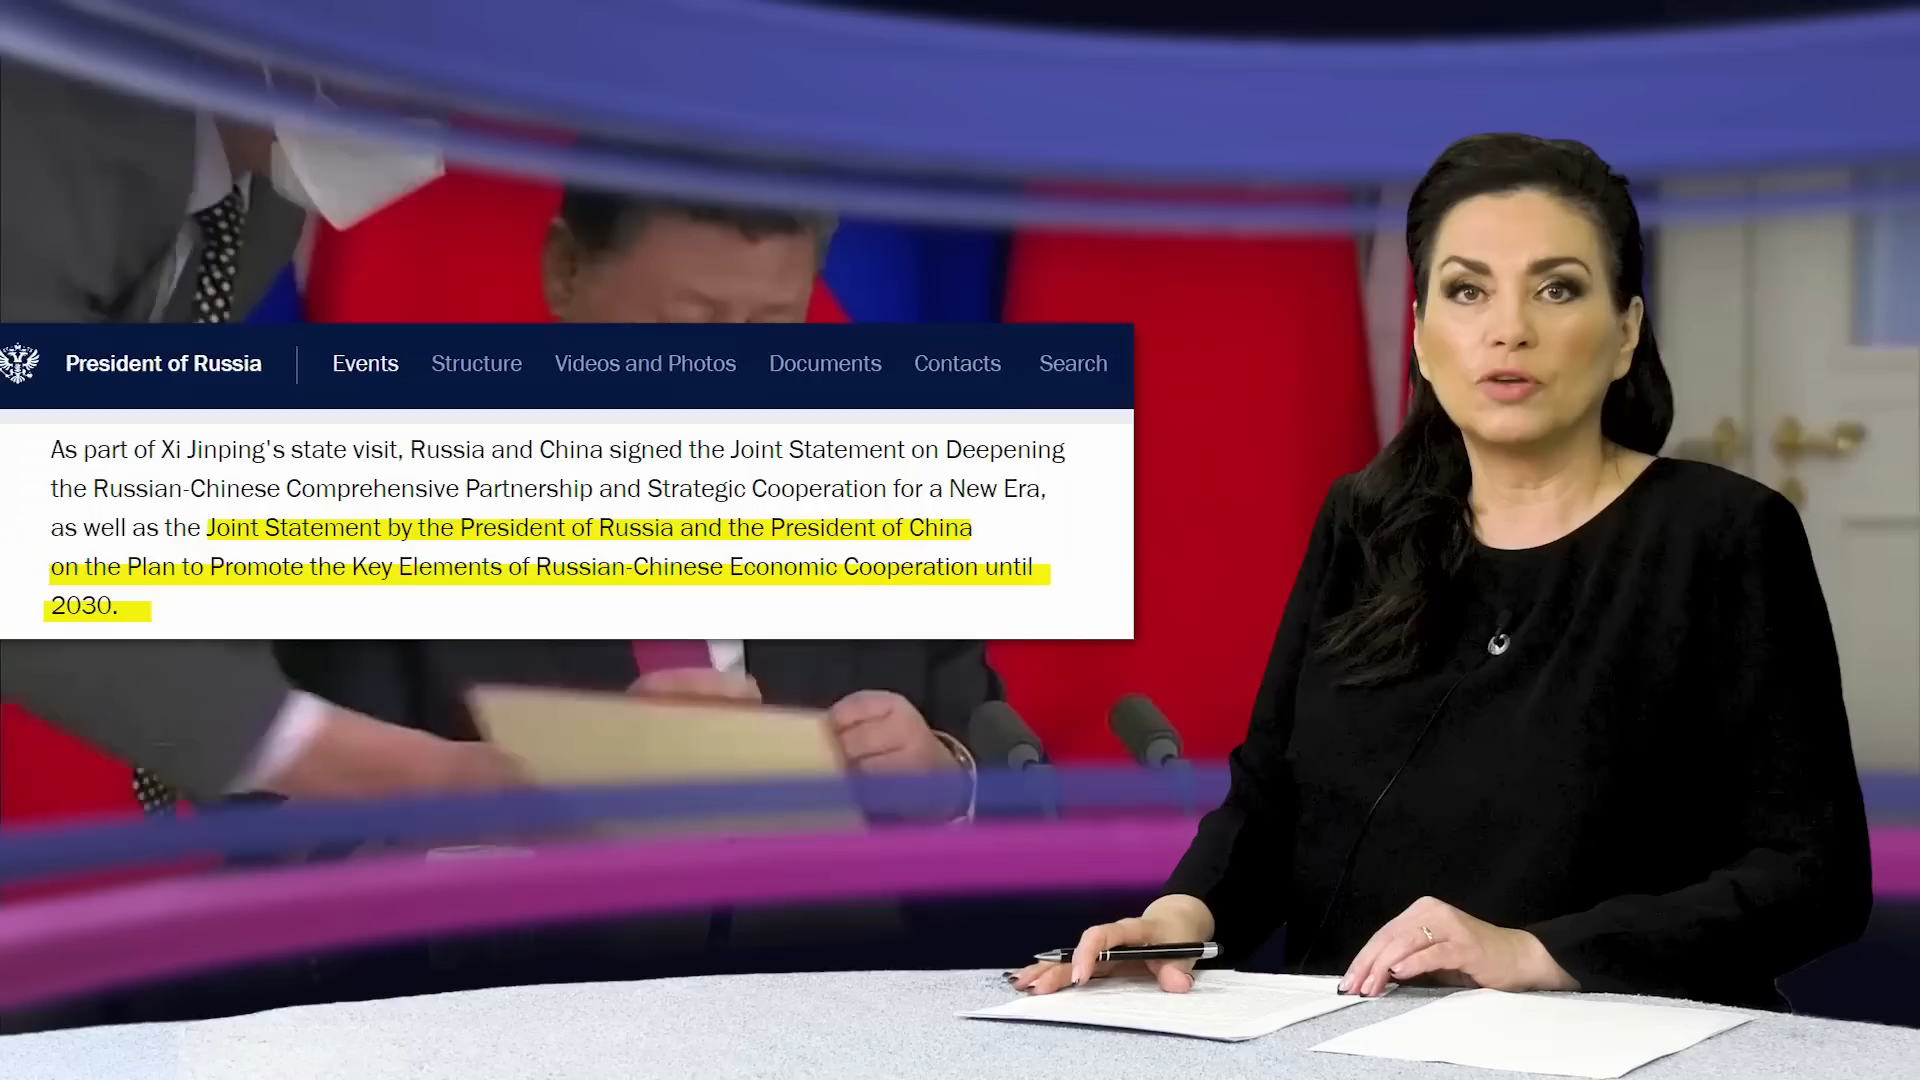 President of Russia Events Structure Videos and Photos Documents Contacts Search
As part of Xi Jinping's state visit, Russia and China signed the Joint Statement on Deepening
the Russian-Chinese Comprehensive Partnership and Strategic Cooperation for a New Era,
as well as the Joint Statement by the President of Russia and the President of China
on the Plan to Promote the Key Elements of Russian-Chinese Economic Cooperation until
2030.